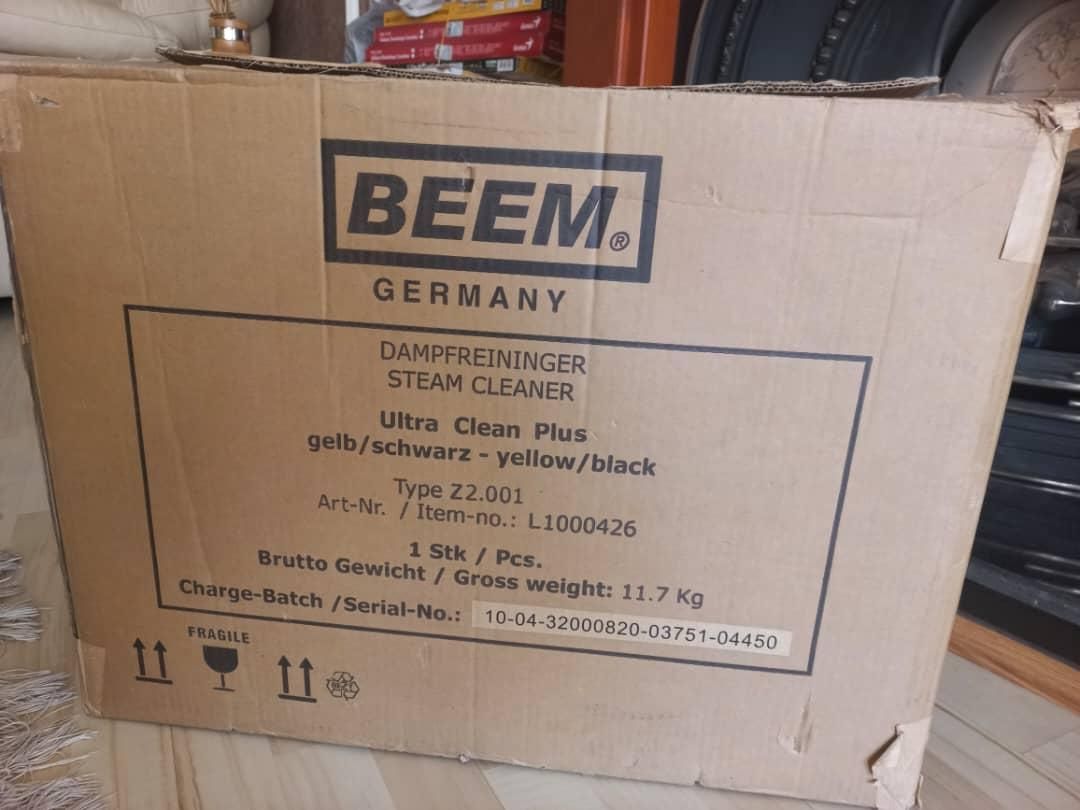 BEEM®
GERMANY
DAMPFREININGER
STEAM CLEANER
Ultra Clean Plus
gelb/schwarz - yellow/black
Type Z2.001
Art-Nr. / Item-no.: L1000426
1 Stk / Pcs.
Brutto Gewicht / Gross weight: 11.7 Kg
Charge-Batch /Serial-No.: 10-04-32000820-03751-04450
FRAGILE